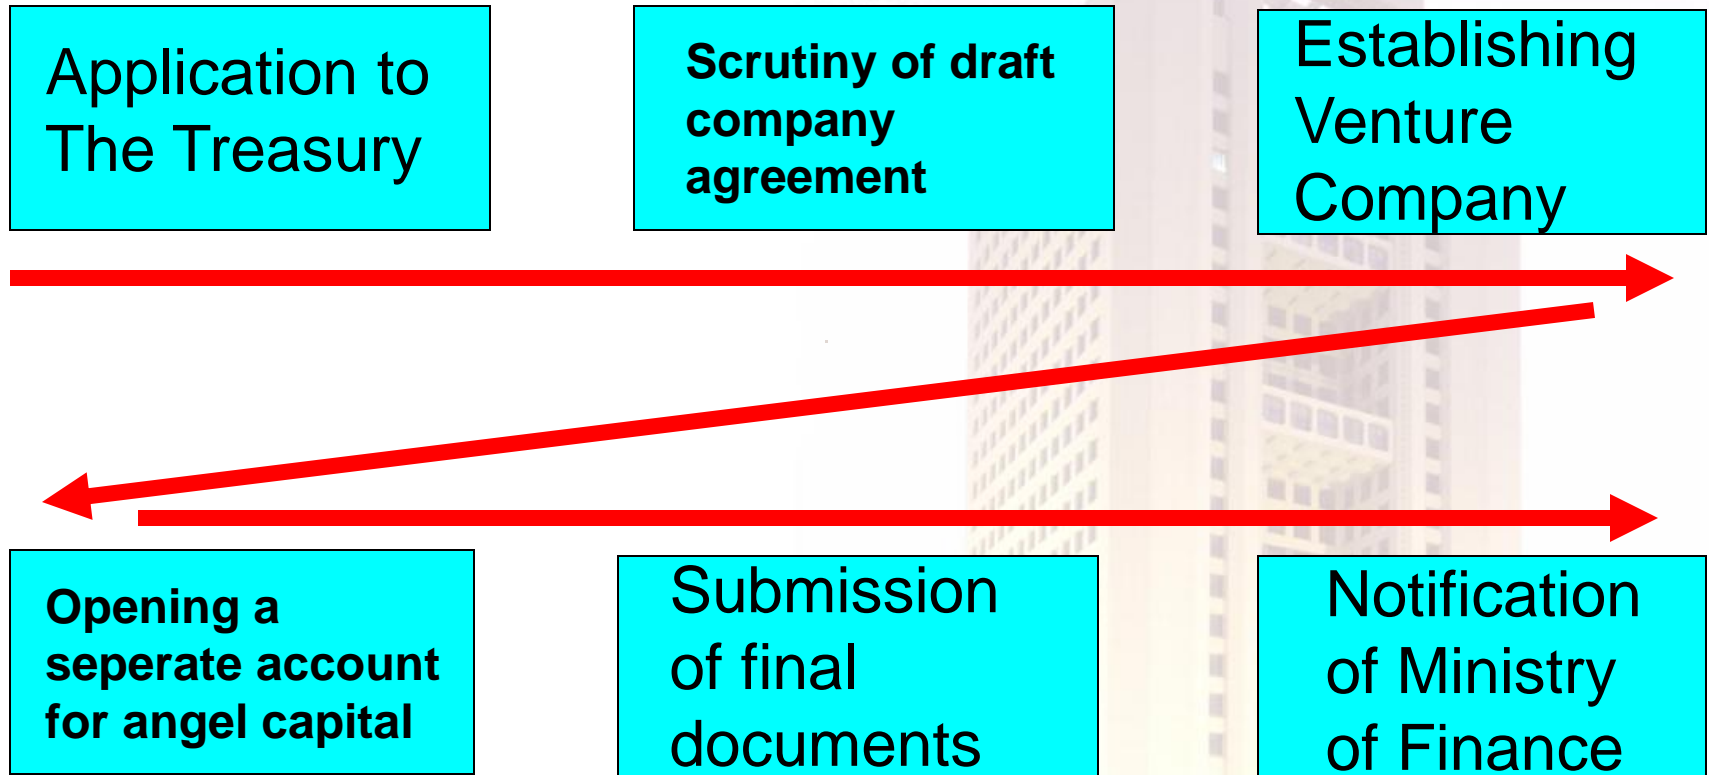 Application to
The Treasury
Scrutiny of draft
company
agreement
Establishing
Venture
Company
Opening a
seperate account
for angel capital
Submission
of final
documents
Notification
of Ministry
of Finance